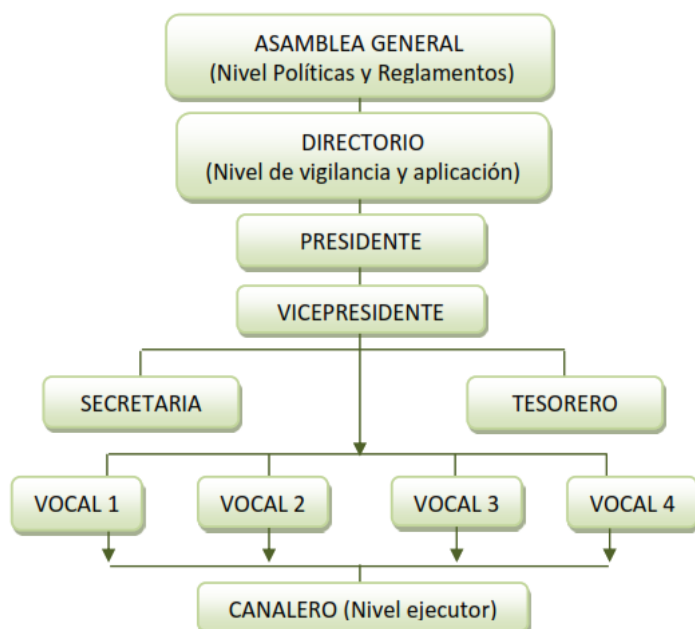 ASAMBLEA GENERAL
(Nivel Políticas y Reglamentos)
DIRECTORIO
(Nivel de vigilancia y aplicación)
PRESIDENTE
VICEPRESIDENTE
SECRETARIA
TESORERO
VOCAL 1
VOCAL 2
VOCAL 3
VOCAL 4
CANALERO (Nivel ejecutor)